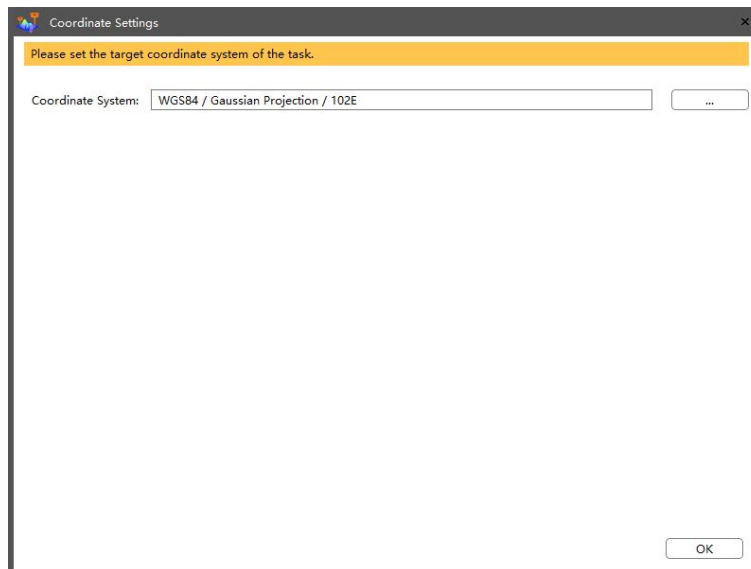 Coordinate Settings
Please set the target coordinate system of the task.
Coordinate System: WGS84 / Gaussian Projection / 102E ...
OK